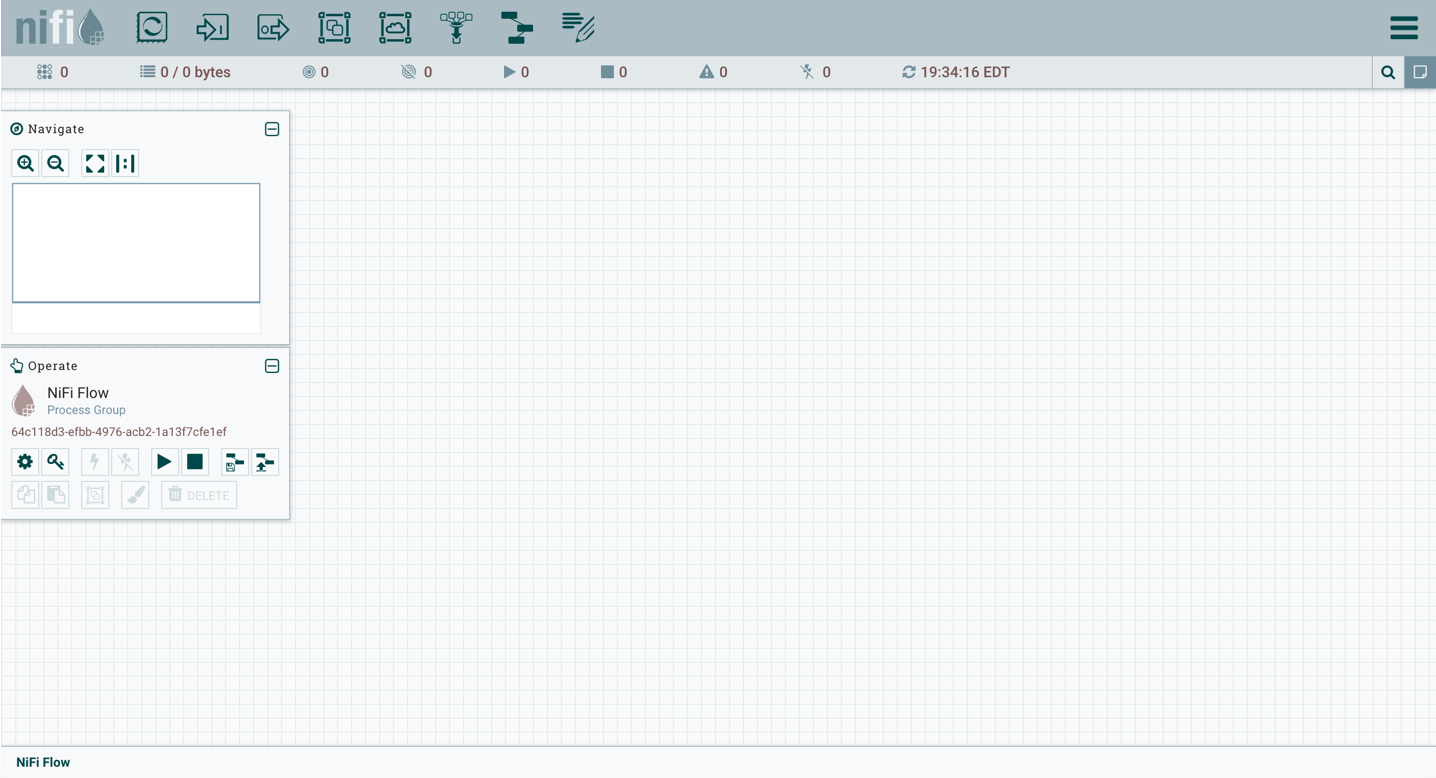 nifi
0
0 / 0 bytes
0
0
0
0
0
0
19:34:16 EDT
Navigate
Operate
NiFi Flow
Process Group
64c118d3-efbb-4976-acb2-1a13f7cfe1ef
DELETE
NiFi Flow